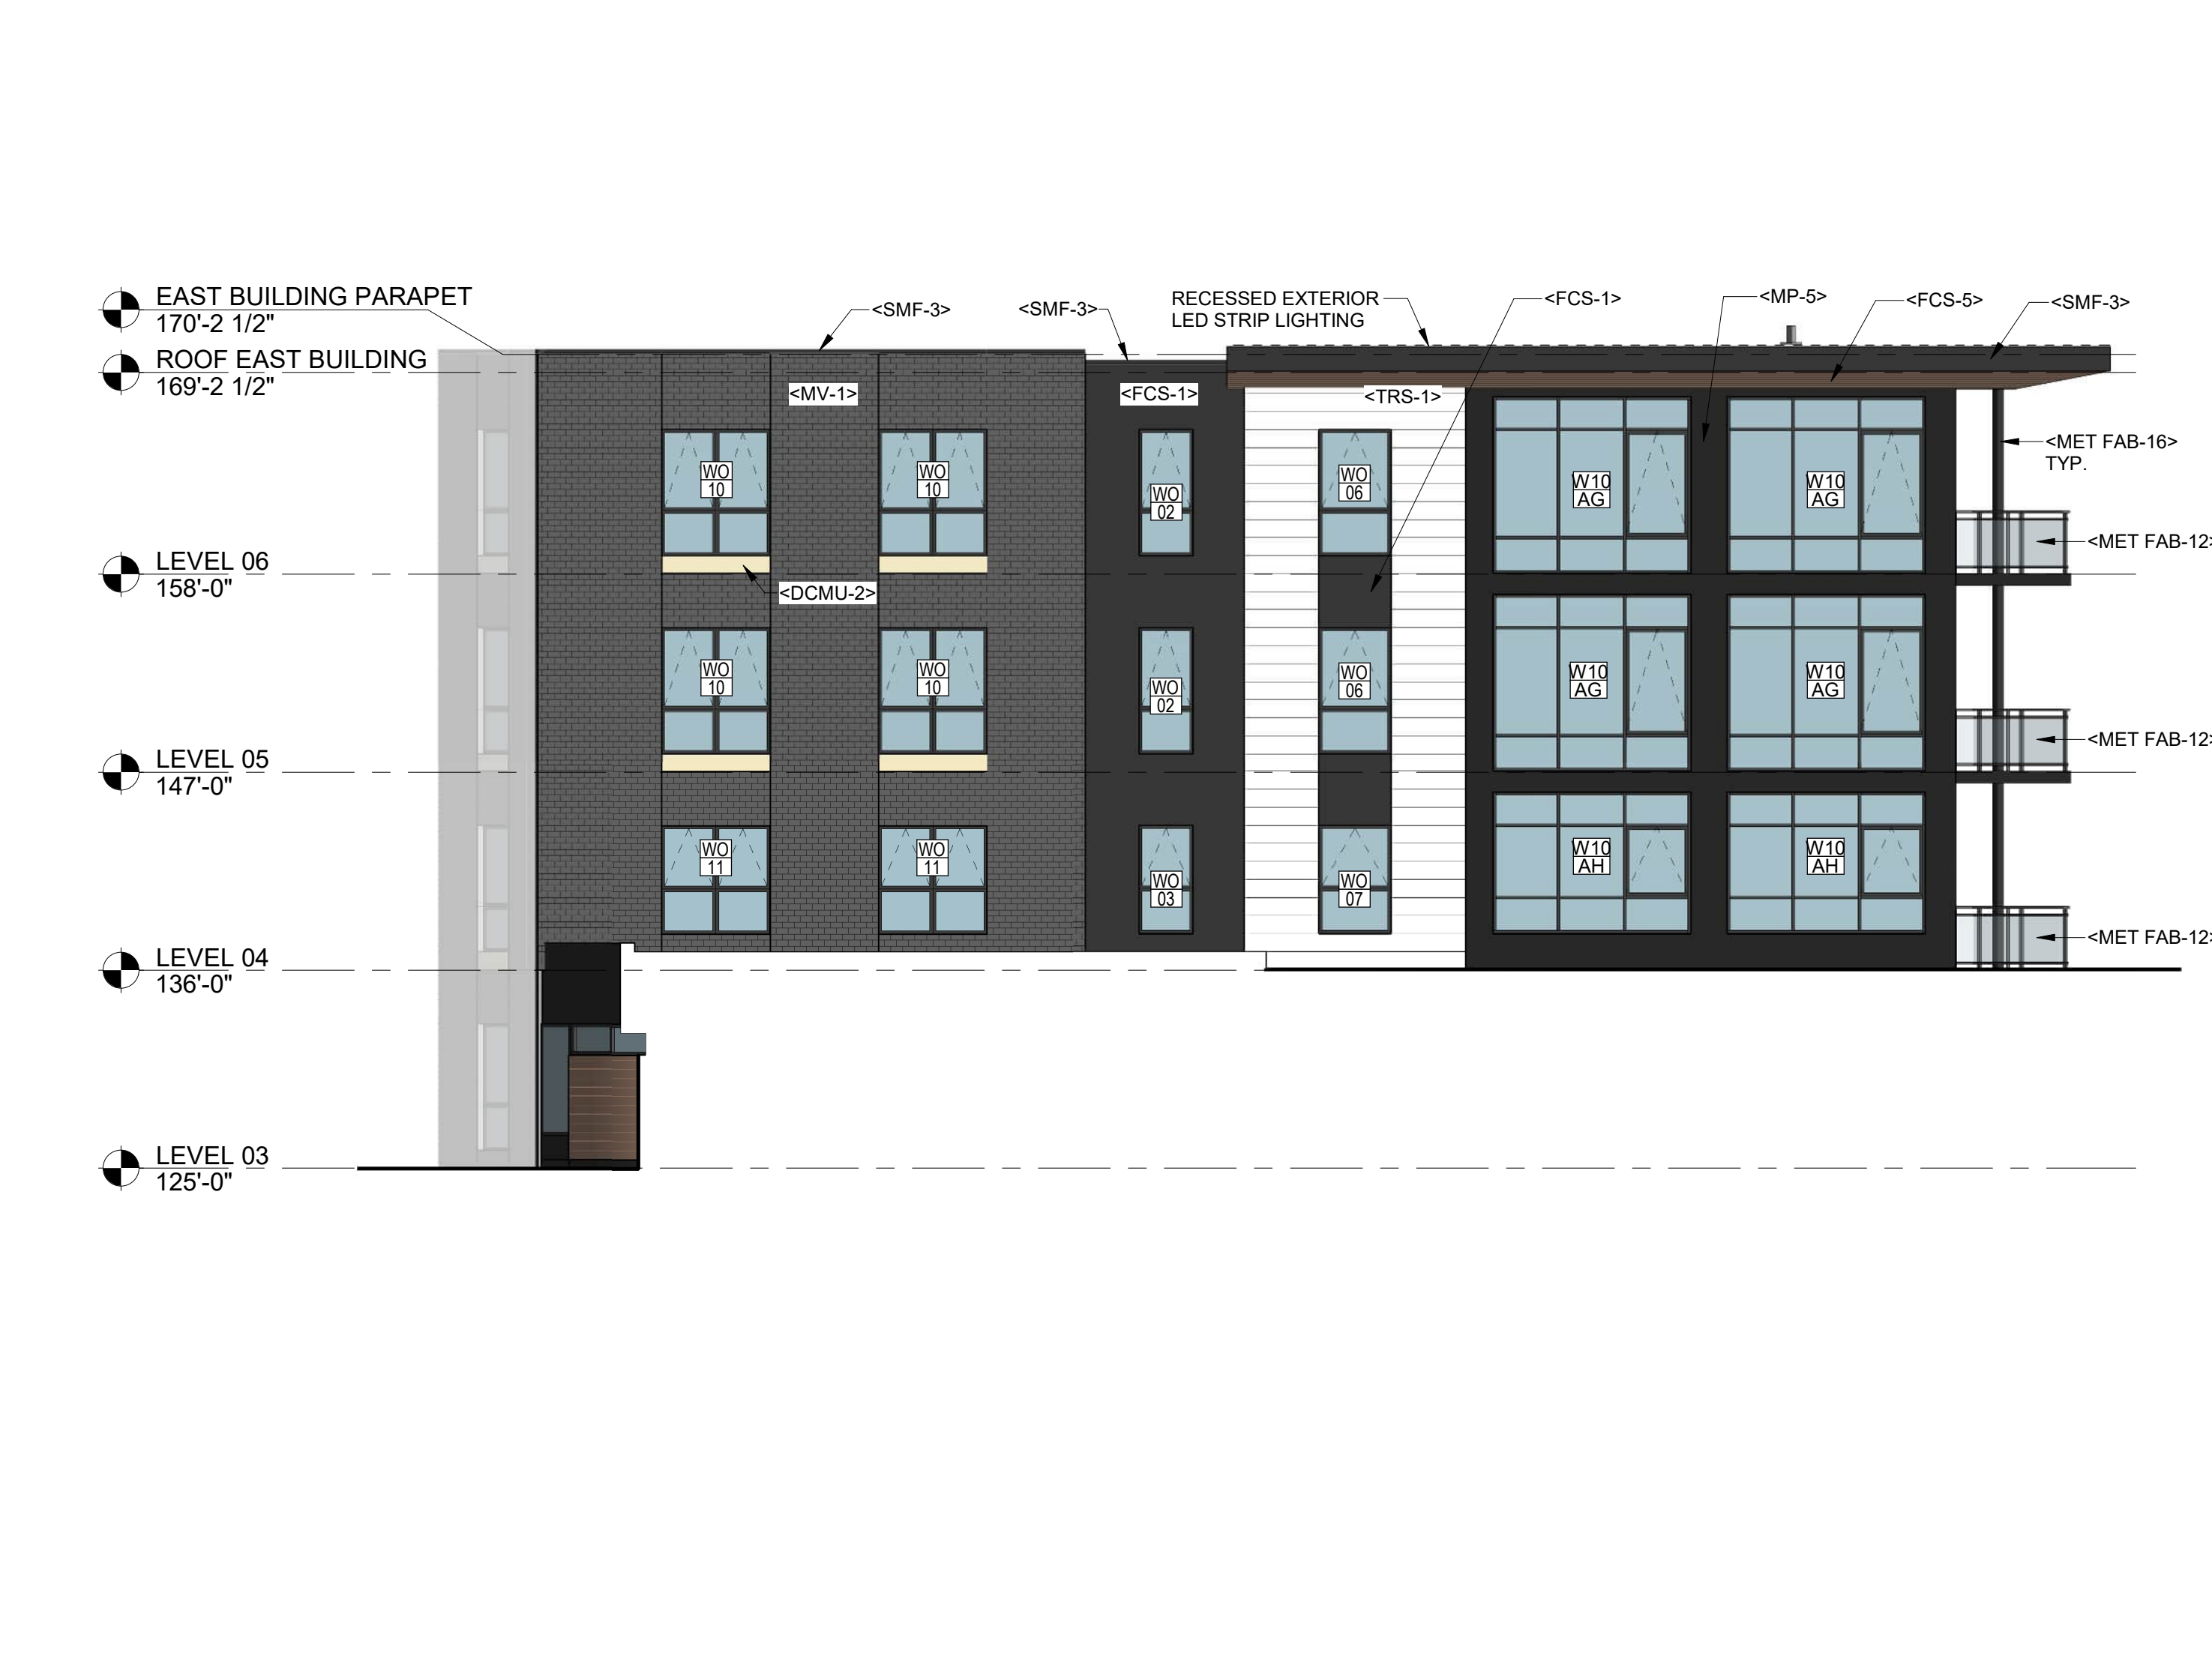 EAST BUILDING PARAPET
170'-2 1/2"
ROOF EAST BUILDING
169'-2 1/2"
LEVEL 06
158'-0"
LEVEL 05
147'-0"
LEVEL 04
136'-0"
LEVEL 03
125'-0"
<SMF-3>
<SMF-3>
RECESSED EXTERIOR
LED STRIP LIGHTING
<FCS-1>
<MP-5>
<FCS-5>
<SMF-3>
<MV-1>
<FCS-1>
<TRS-1>
<MET FAB-16>
TYP.
WO
10
WO
10
WO
02
WO
06
W10
AG
W10
AG
<MET FAB-12>
<DCMU-2>
WO
10
WO
10
WO
02
WO
06
W10
AG
W10
AG
<MET FAB-12>
WO
11
WO
11
WO
03
WO
07
W10
AH
W10
AH
<MET FAB-12>